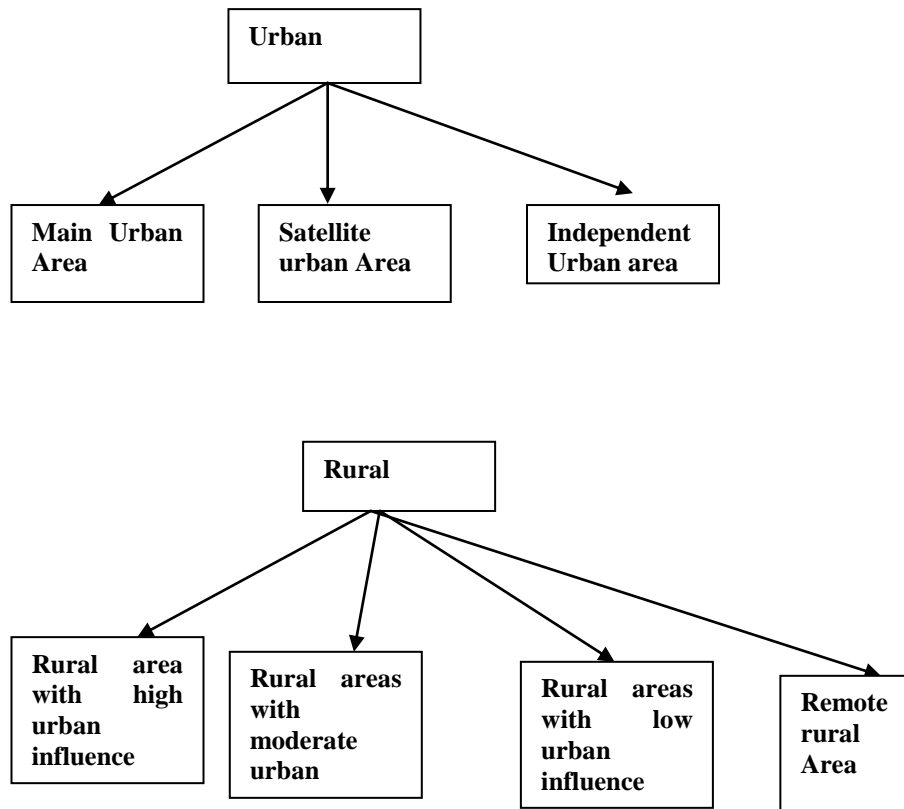 Urban
Main Urban
Area
Satellite
urban Area
Independent
Urban area
Rural
Rural area
with high
urban
influence
Rural areas
with
moderate
urban
Rural areas
with low
urban
influence
Remote
rural
Area